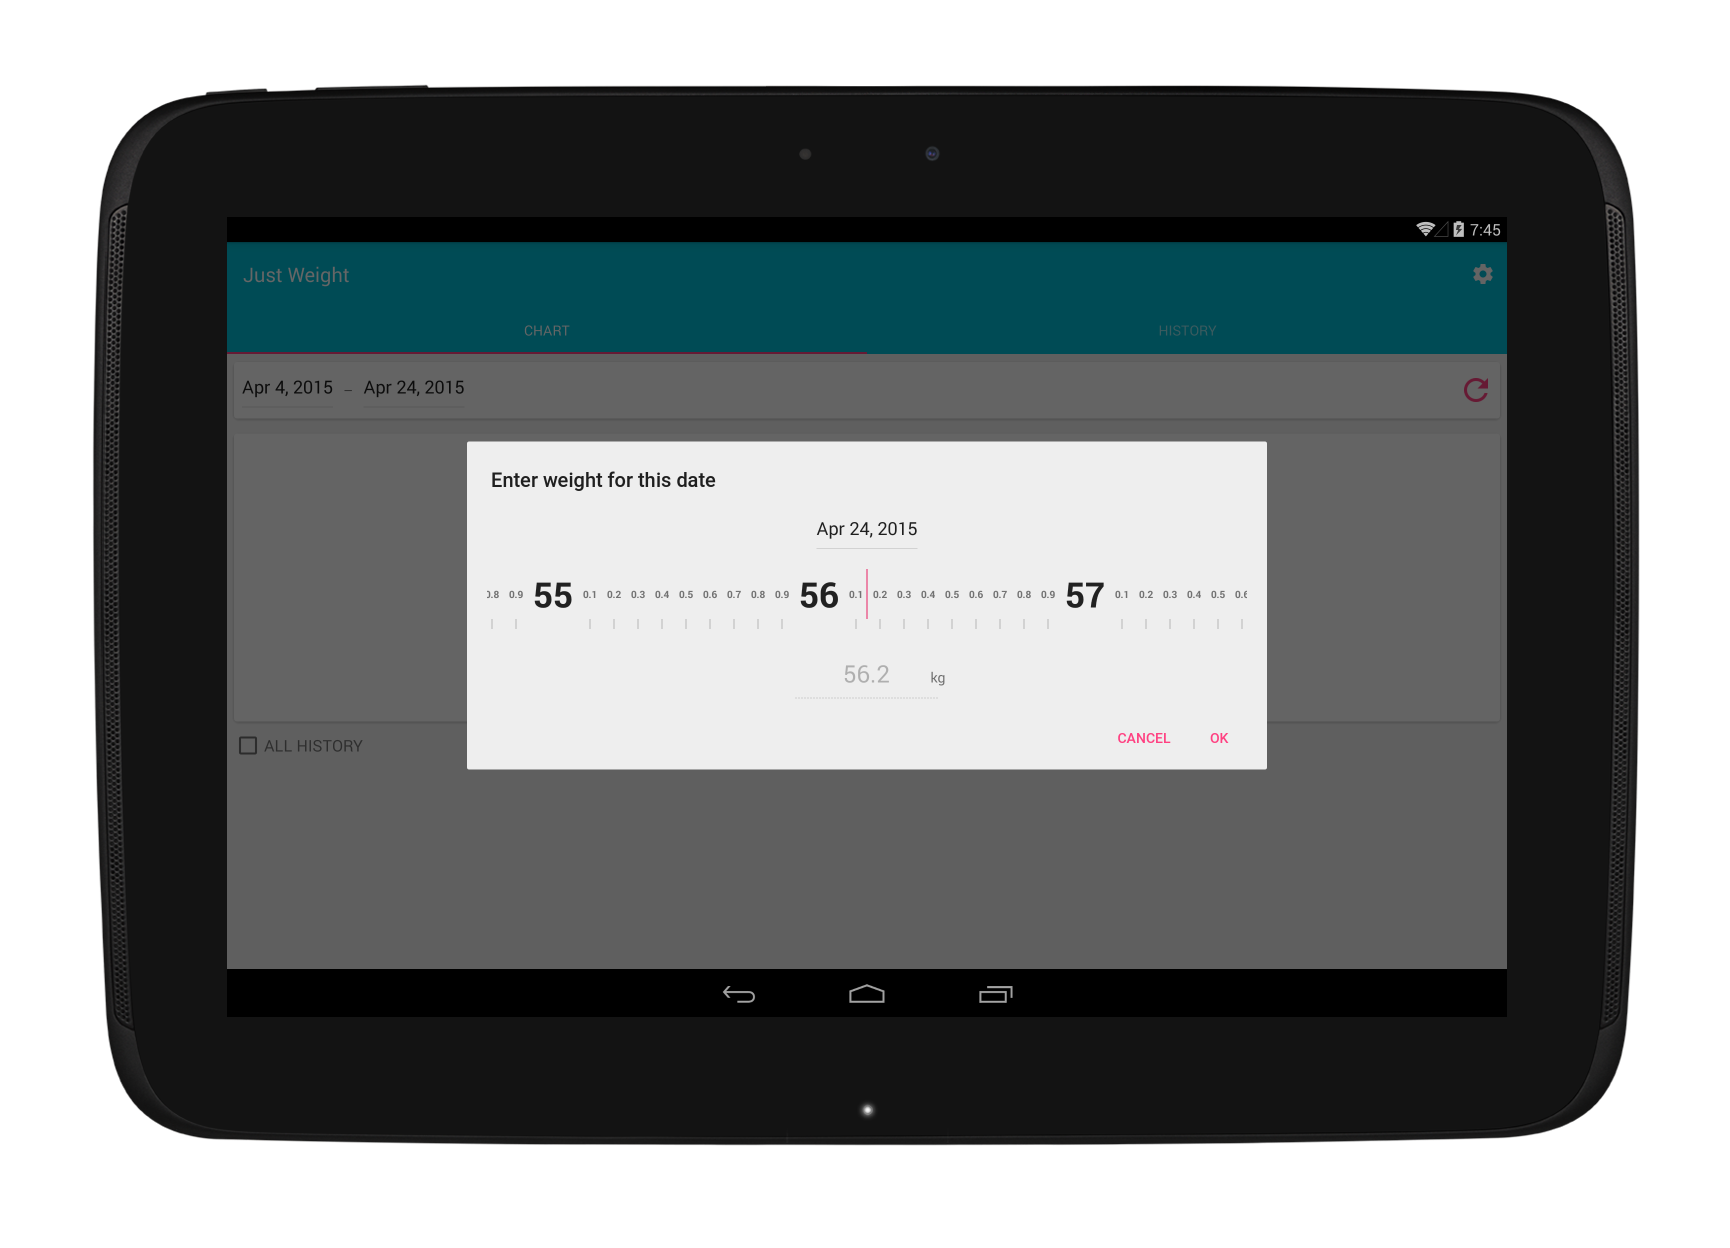 7:45
Just Weight
CHART HISTORY
Apr 4, 2015 – Apr 24, 2015
Enter weight for this date
Apr 24, 2015
0.8 0.9 55 0.1 0.2 0.3 0.4 0.5 0.6 0.7 0.8 0.9 56 0.1 0.2 0.3 0.4 0.5 0.6 0.7 0.8 0.9 57 0.1 0.2 0.3 0.4 0.5 0.6
56.2 kg
CANCEL OK
ALL HISTORY